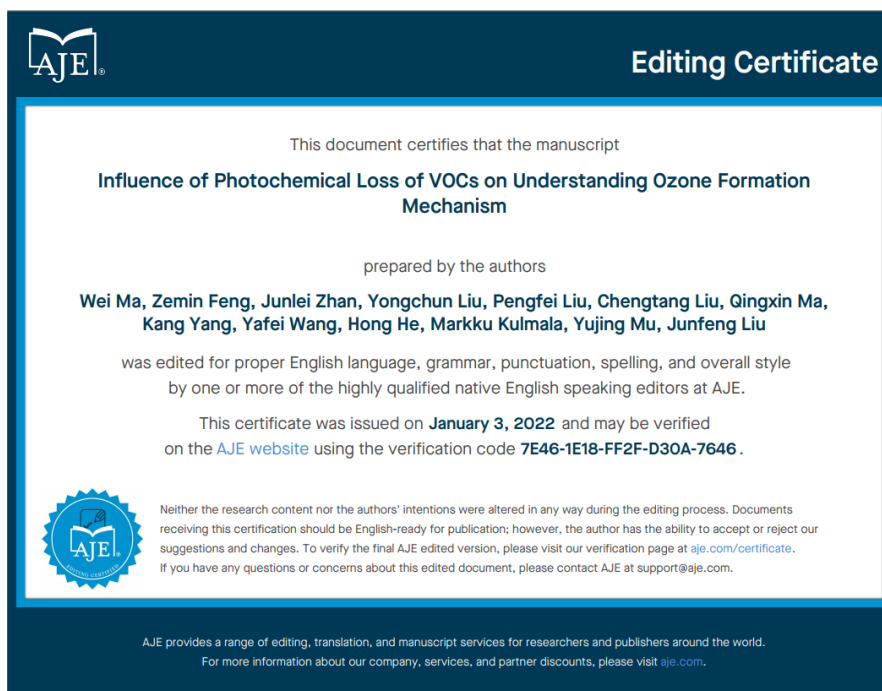 AJE®
Editing Certificate
This document certifies that the manuscript
Influence of Photochemical Loss of VOCs on Understanding Ozone Formation
Mechanism
prepared by the authors
Wei Ma, Zemin Feng, Junlei Zhan, Yongchun Liu, Pengfei Liu, Chengtang Liu, Qingxin Ma,
Kang Yang, Yafei Wang, Hong He, Markku Kulmala, Yujing Mu, Junfeng Liu
was edited for proper English language, grammar, punctuation, spelling, and overall style
by one or more of the highly qualified native English speaking editors at AJE.
This certificate was issued on January 3, 2022 and may be verified
on the AJE website using the verification code 7E46-1E18-FF2F-D30A-7646.
AJE®
EDITING CERTIFIED
Neither the research content nor the authors' intentions were altered in any way during the editing process. Documents
receiving this certification should be English-ready for publication; however, the author has the ability to accept or reject our
suggestions and changes. To verify the final AJE edited version, please visit our verification page at aje.com/certificate.
If you have any questions or concerns about this edited document, please contact AJE at support@aje.com.
AJE provides a range of editing, translation, and manuscript services for researchers and publishers around the world.
For more information about our company, services, and partner discounts, please visit aje.com.